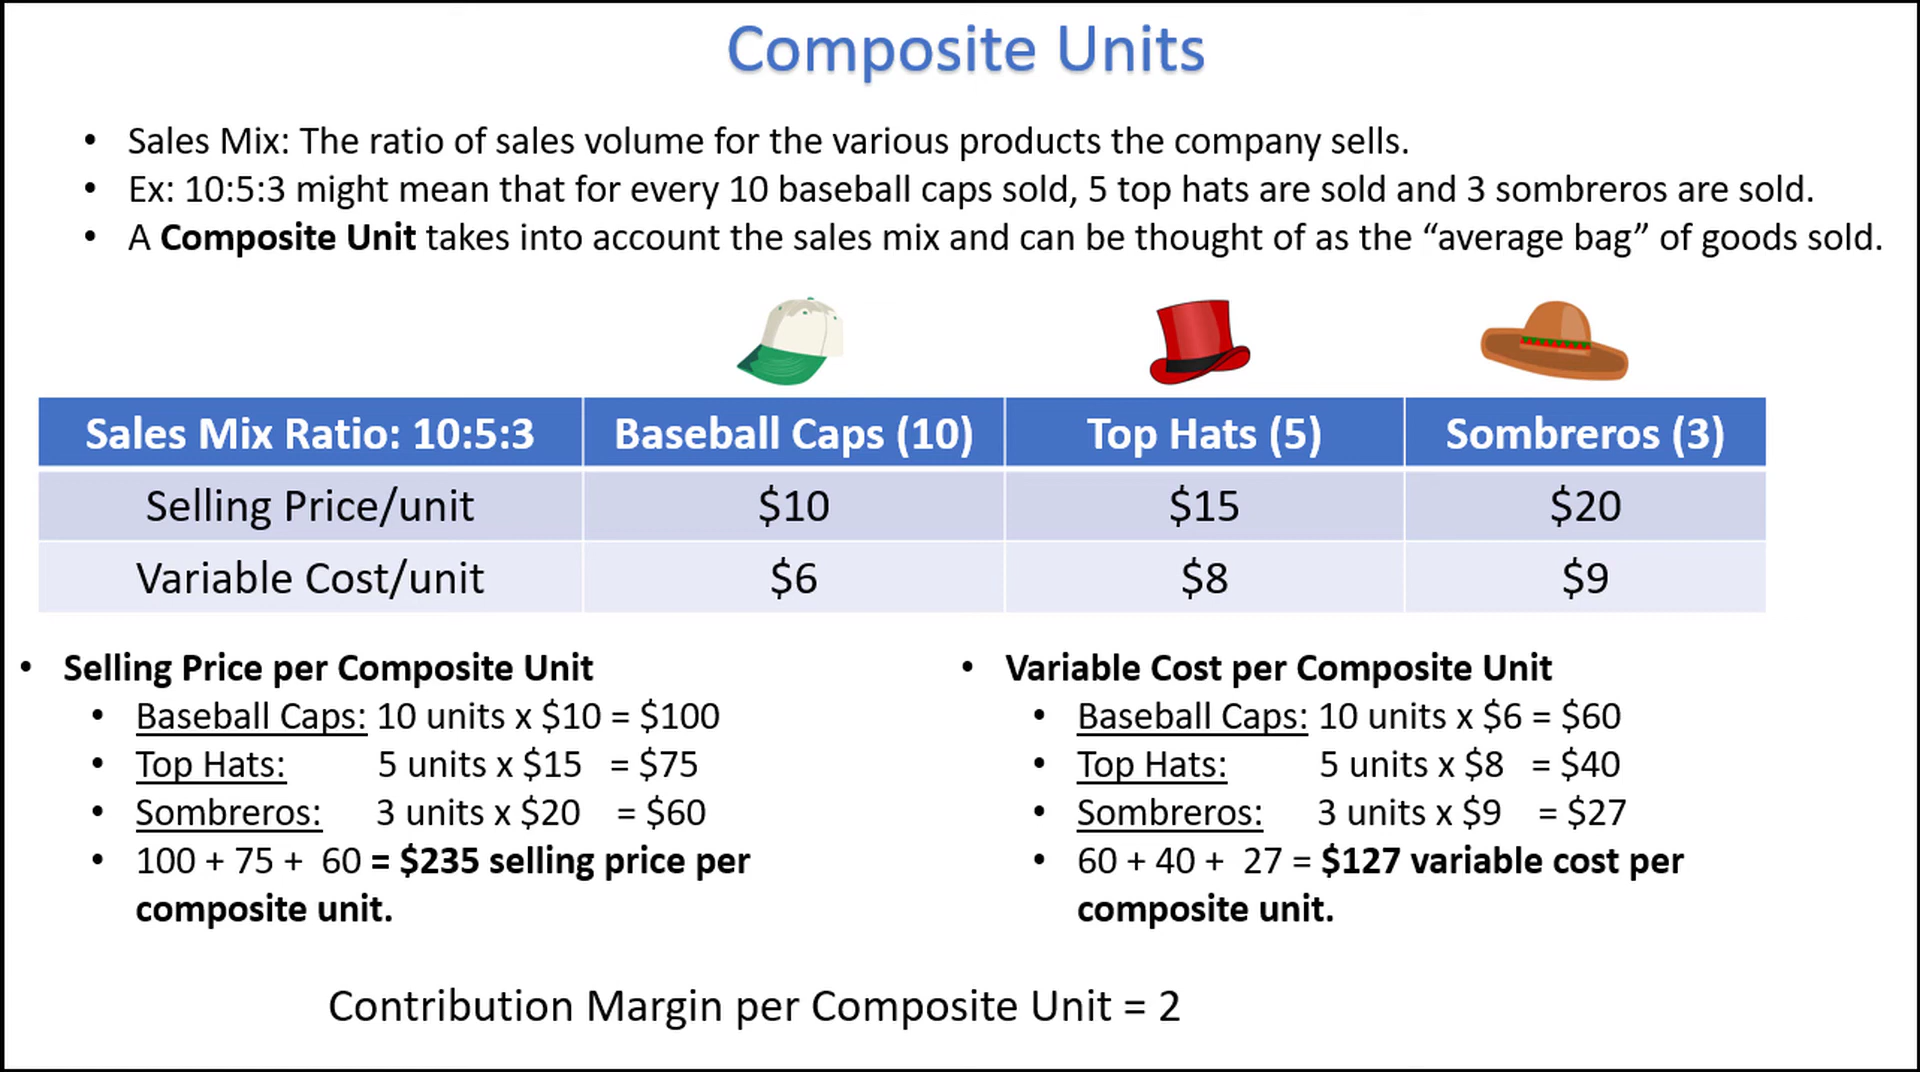 Composite Units
• Sales Mix: The ratio of sales volume for the various products the company sells.
• Ex: 10:5:3 might mean that for every 10 baseball caps sold, 5 top hats are sold and 3 sombreros are sold.
• A Composite Unit takes into account the sales mix and can be thought of as the “average bag” of goods sold.
Sales Mix Ratio: 10:5:3 Baseball Caps (10) Top Hats (5) Sombreros (3)
Selling Price/unit $10 $15 $20
Variable Cost/unit $6 $8 $9
• Selling Price per Composite Unit
• Baseball Caps: 10 units x $10 = $100
• Top Hats: 5 units x $15 = $75
• Sombreros: 3 units x $20 = $60
• 100 + 75 + 60 = $235 selling price per
composite unit.
• Variable Cost per Composite Unit
• Baseball Caps: 10 units x $6 = $60
• Top Hats: 5 units x $8 = $40
• Sombreros: 3 units x $9 = $27
• 60 + 40 + 27 = $127 variable cost per
composite unit.
Contribution Margin per Composite Unit = 2